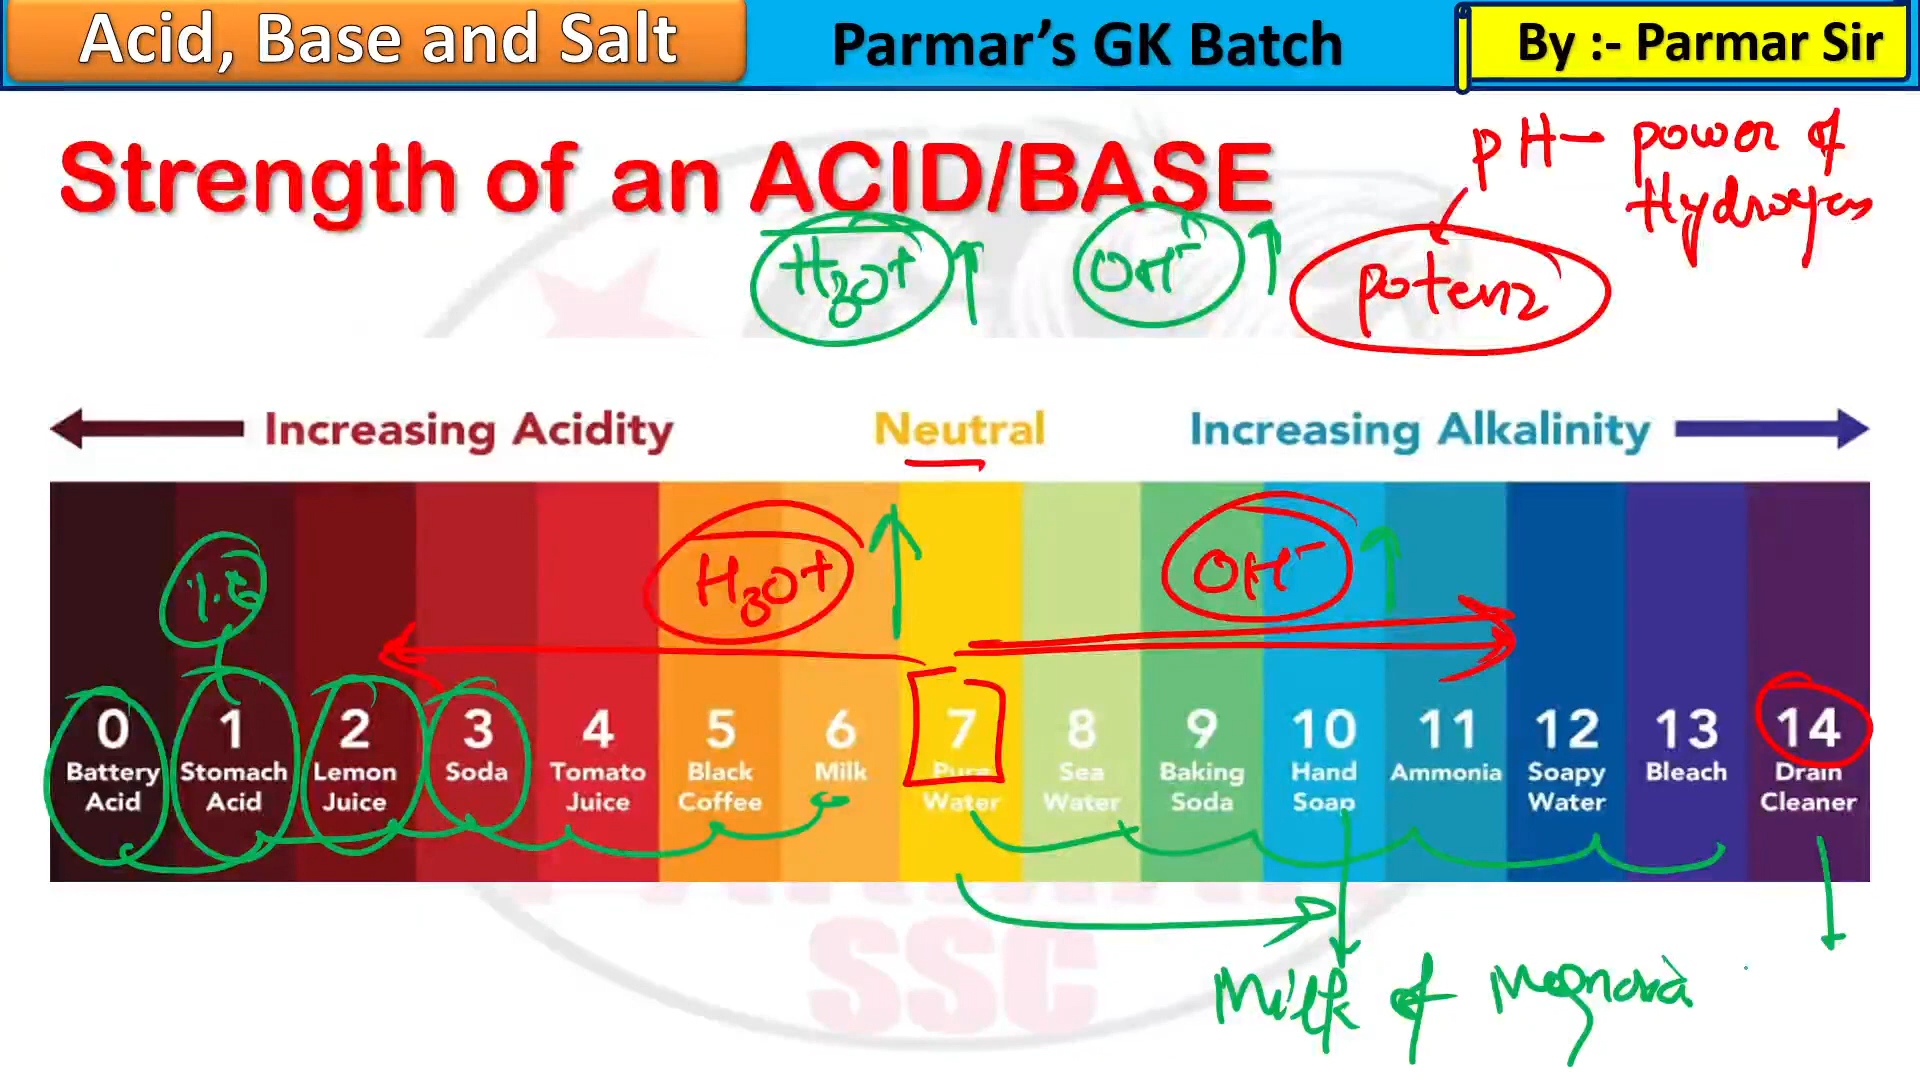 Acid, Base and Salt
Parmar’s GK Batch
By :- Parmar Sir
Strength of an ACID/BASE
pH – power of
Hydrogen
H3O+
OH-
potenz
Increasing Acidity
Neutral
Increasing Alkalinity
H3O+
OH-
0 Battery Acid
1 Stomach Acid
2 Lemon Juice
3 Soda
4 Tomato Juice
5 Black Coffee
6 Milk
7 Pure Water
8 Sea Water
9 Baking Soda
10 Hand Soap
11 Ammonia
12 Soapy Water
13 Bleach
14 Drain Cleaner
SSC
Milk of